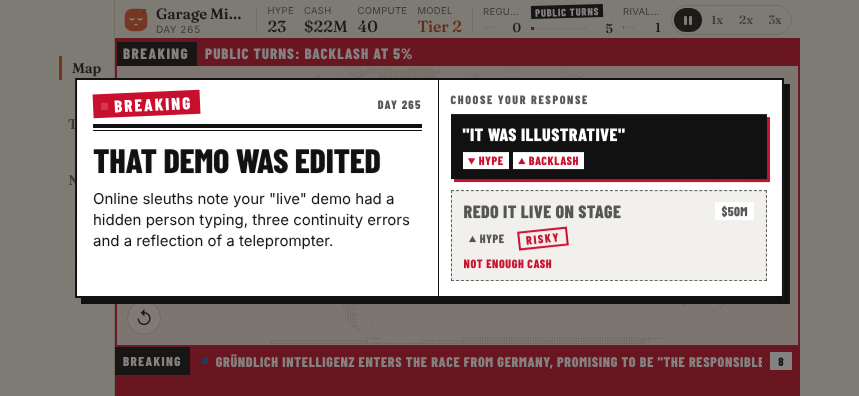 Garage Mi...
DAY 265
HYPE
23
CASH
$22M
COMPUTE
40
MODEL
Tier 2
REGU...
0
PUBLIC TURNS
5
RIVAL...
1
1x
2x
3x
Map
BREAKING
PUBLIC TURNS: BACKLASH AT 5%
BREAKING
DAY 265
THAT DEMO WAS EDITED
Online sleuths note your "live" demo had a
hidden person typing, three continuity errors
and a reflection of a teleprompter.
CHOOSE YOUR RESPONSE
"IT WAS ILLUSTRATIVE"
▼ HYPE ▲ BACKLASH
REDO IT LIVE ON STAGE
$50M
▲ HYPE RISKY
NOT ENOUGH CASH
BREAKING
GRÜNDLICH INTELLIGENZ ENTERS THE RACE FROM GERMANY, PROMISING TO BE "THE RESPONSIBLE
8